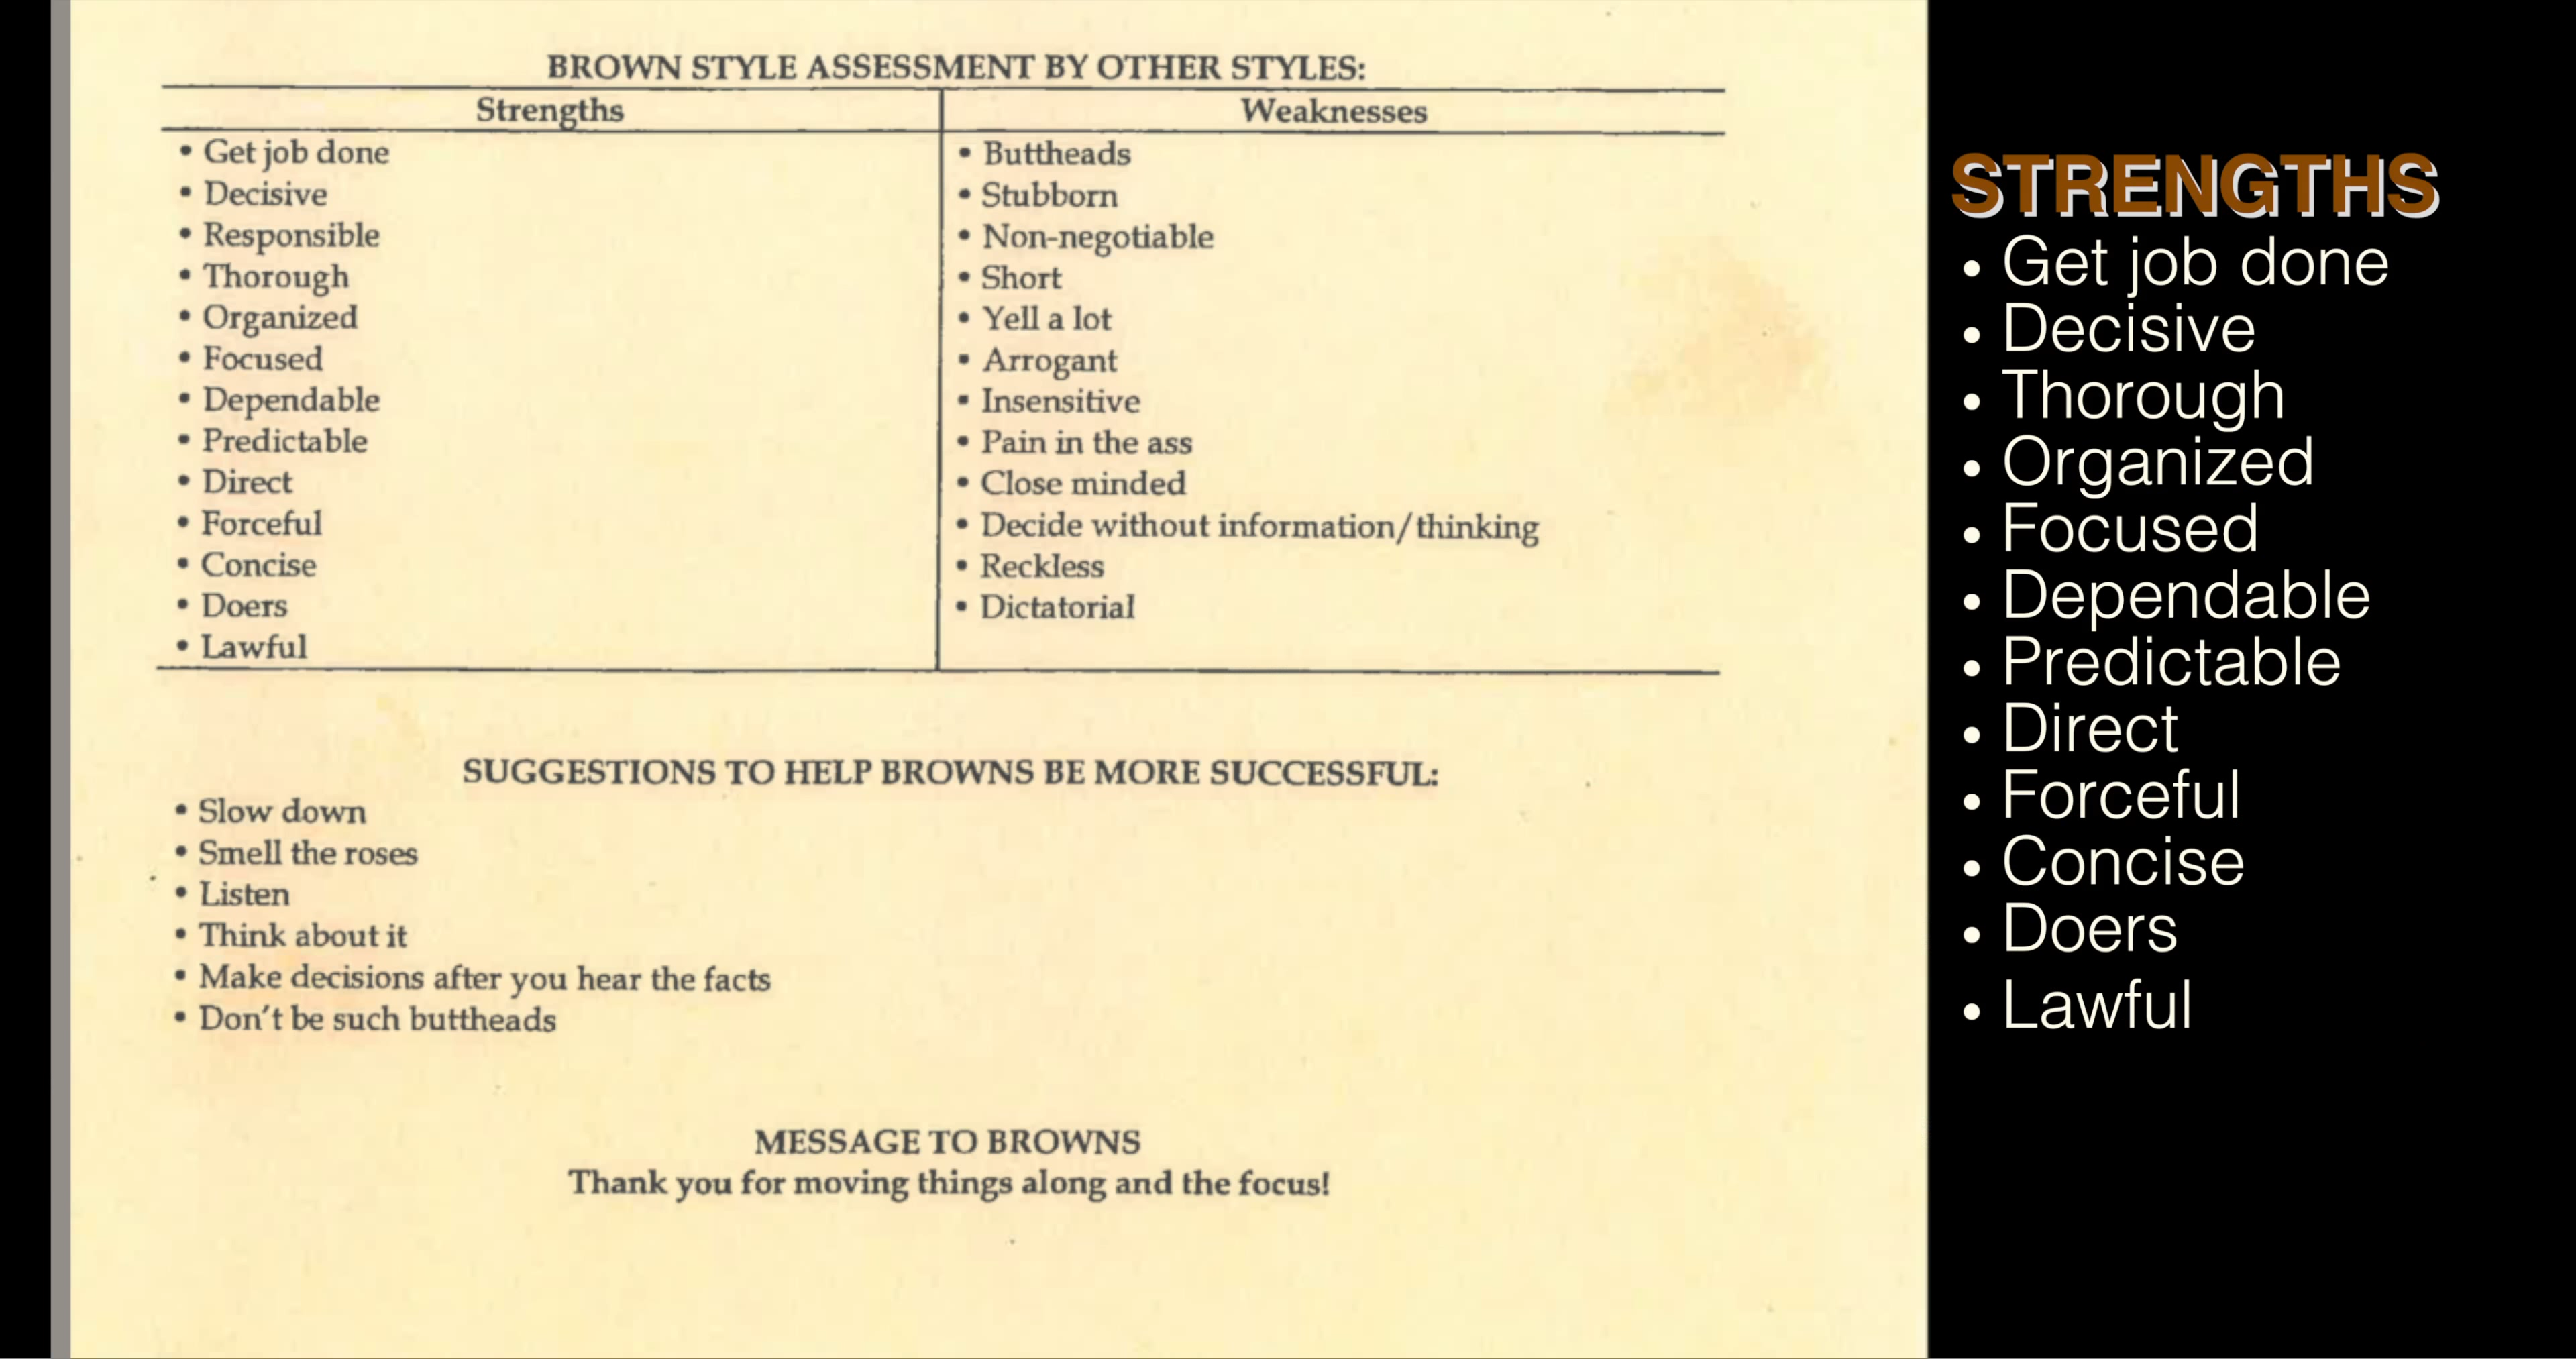 BROWN STYLE ASSESSMENT BY OTHER STYLES:
Strengths
• Get job done
• Decisive
• Responsible
• Thorough
• Organized
• Focused
• Dependable
• Predictable
• Direct
• Forceful
• Concise
• Doers
• Lawful
Weaknesses
• Buttheads
• Stubborn
• Non-negotiable
• Short
• Yell a lot
• Arrogant
• Insensitive
• Pain in the ass
• Close minded
• Decide without information/thinking
• Reckless
• Dictatorial
SUGGESTIONS TO HELP BROWNS BE MORE SUCCESSFUL:
• Slow down
• Smell the roses
• Listen
• Think about it
• Make decisions after you hear the facts
• Don't be such buttheads
MESSAGE TO BROWNS
Thank you for moving things along and the focus!
STRENGTHS
• Get job done
• Decisive
• Thorough
• Organized
• Focused
• Dependable
• Predictable
• Direct
• Forceful
• Concise
• Doers
• Lawful